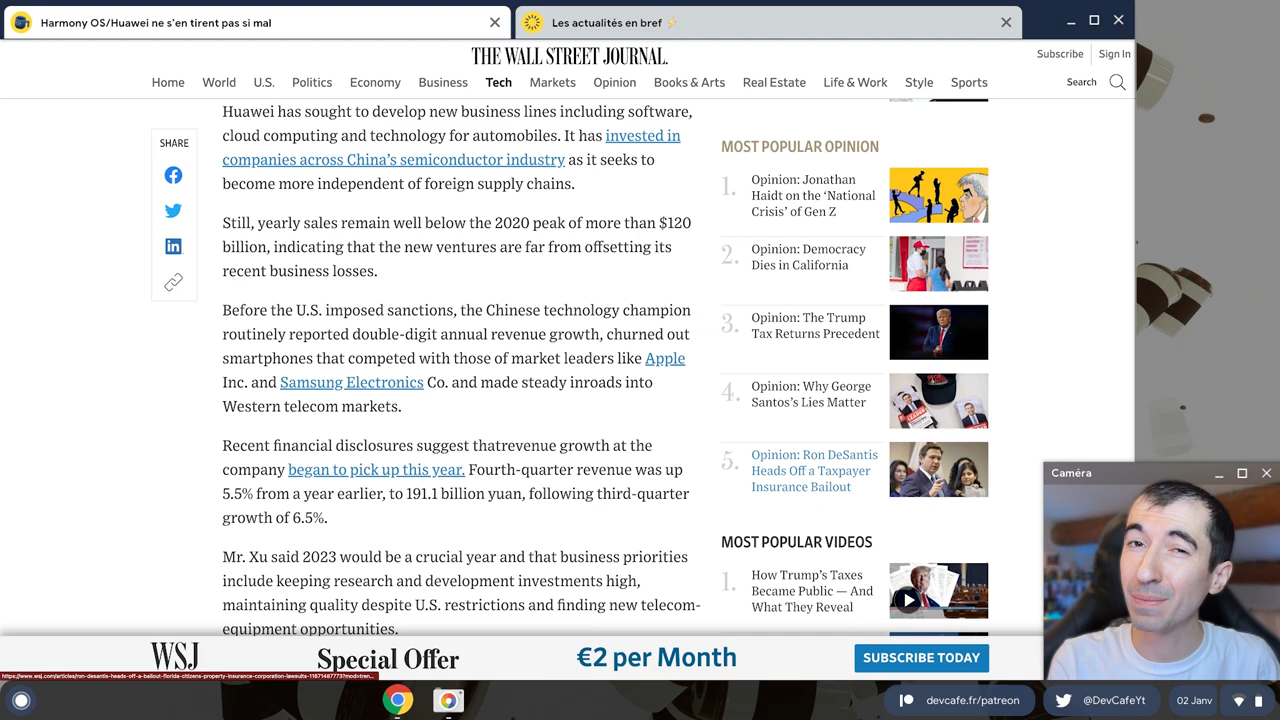 Harmony OS/Huawei ne s'en tirent pas si mal
Les actualités en bref
THE WALL STREET JOURNAL.
Subscribe
Sign In
Home World U.S. Politics Economy Business Tech Markets Opinion Books & Arts Real Estate Life & Work Style Sports
Search
SHARE
Huawei has sought to develop new business lines including software,
cloud computing and technology for automobiles. It has invested in
companies across China's semiconductor industry as it seeks to
become more independent of foreign supply chains.
Still, yearly sales remain well below the 2020 peak of more than $120
billion, indicating that the new ventures are far from offsetting its
recent business losses.
Before the U.S. imposed sanctions, the Chinese technology champion
routinely reported double-digit annual revenue growth, churned out
smartphones that competed with those of market leaders like Apple
Inc. and Samsung Electronics Co. and made steady inroads into
Western telecom markets.
Recent financial disclosures suggest thatrevenue growth at the
company began to pick up this year. Fourth-quarter revenue was up
5.5% from a year earlier, to 191.1 billion yuan, following third-quarter
growth of 6.5%.
Mr. Xu said 2023 would be a crucial year and that business priorities
include keeping research and development investments high,
maintaining quality despite U.S. restrictions and finding new telecom-
equipment opportunities.
MOST POPULAR OPINION
1.
Opinion: Jonathan
Haidt on the 'National
Crisis' of Gen Z
2.
Opinion: Democracy
Dies in California
3.
Opinion: The Trump
Tax Returns Precedent
4.
Opinion: Why George
Santos's Lies Matter
5.
Opinion: Ron DeSantis
Heads Off a Taxpayer
Insurance Bailout
MOST POPULAR VIDEOS
1.
How Trump's Taxes
Became Public — And
What They Reveal
Caméra
WSJ
Special Offer
€2 per Month
SUBSCRIBE TODAY
devcafe.fr/patreon
@DevCafeYt
02 Janv